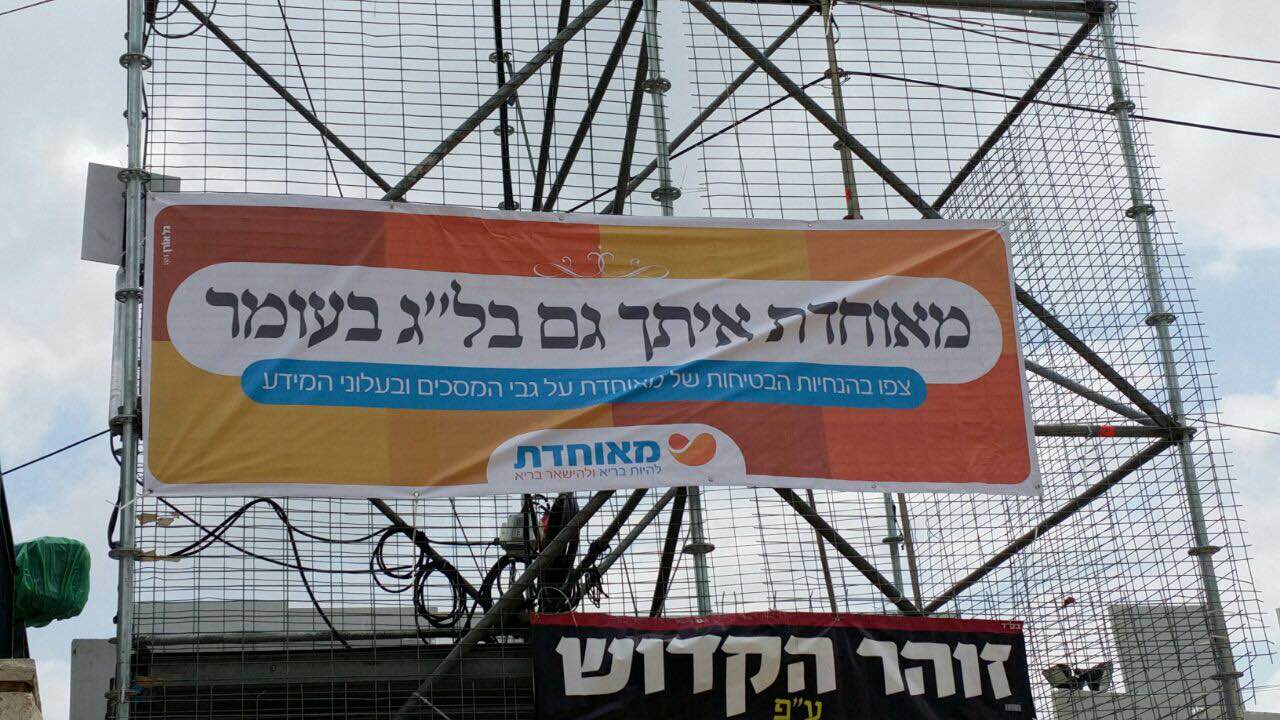 מאוחדת איתך גם בל"ג בעומר
צפו בהנחיות הבטיחות של מאוחדת על גבי המסכים ובעלוני המידע
מאוחדת
להיות בריא ולהישאר בריא
זוהר הקדוש
ע"פ